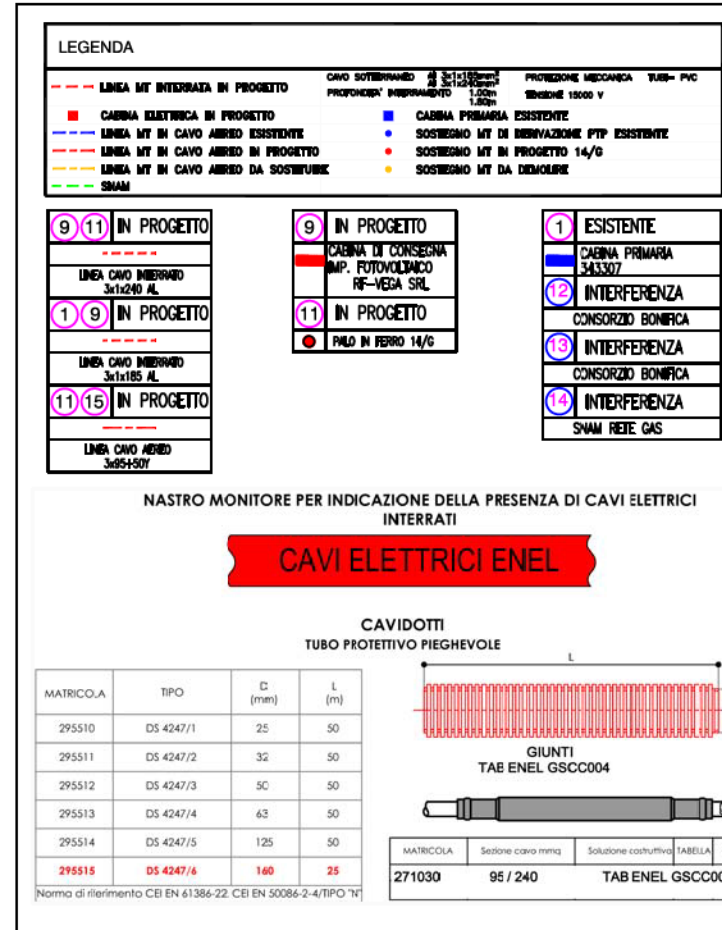 LEGENDA
LINEA MT INTERRATA IN PROGETTO
CAVO SOTTERRANEO Al 3x1x185mm²
Al 3x1x240mm²
PROFONDITA' INTERRAMENTO 1.00m
1.80m
PROTEZIONE MECCANICA TUBI= PVC
TENSIONE 15000 V
CABINA ELETTRICA IN PROGETTO
CABINA PRIMARIA ESISTENTE
LINEA MT IN CAVO AEREO ESISTENTE
SOSTEGNO MT DI DERIVAZIONE PTP ESISTENTE
LINEA MT IN CAVO AEREO IN PROGETTO
SOSTEGNO MT IN PROGETTO 14/G
LINEA MT IN CAVO AEREO DA SOSTITUIRE
SOSTEGNO MT DA DEMOLIRE
SNAM
9 11 IN PROGETTO
LINEA CAVO INTERRATO
3x1x240 AL
1 9 IN PROGETTO
LINEA CAVO INTERRATO
3x1x185 AL
11 15 IN PROGETTO
LINEA CAVO AEREO
3x95+50Y
9 IN PROGETTO
CABINA DI CONSEGNA
IMP. FOTOVOLTAICO
RF-VEGA SRL
11 IN PROGETTO
PALO IN FERRO 14/G
1 ESISTENTE
CABINA PRIMARIA
343307
12 INTERFERENZA
CONSORZIO BONIFICA
13 INTERFERENZA
CONSORZIO BONIFICA
14 INTERFERENZA
SNAM RETE GAS
NASTRO MONITORE PER INDICAZIONE DELLA PRESENZA DI CAVI ELETTRICI
INTERRATI
CAVI ELETTRICI ENEL
CAVIDOTTI
TUBO PROTETTIVO PIEGHEVOLE
MATRICOLA TIPO D (mm) L (m)
295510 DS 4247/1 25 50
295511 DS 4247/2 32 50
295512 DS 4247/3 50 50
295513 DS 4247/4 63 50
295514 DS 4247/5 125 50
295515 DS 4247/6 160 25
Norma di riferimento CEI EN 61386-22 CEI EN 50086-2-4/TIPO "N"
L
GIUNTI
TAB ENEL GSCC004
MATRICOLA Sezione cavo mmq Soluzione costruttiva TABELLA
271030 95 / 240 TAB ENEL GSCC00